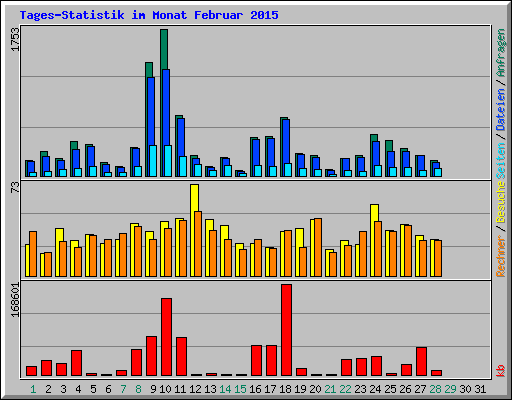 Tages-Statistik im Monat Februar 2015
1753
73
168601
Rechner / Besuche Seiten / Dateien / Anfragen
kb
1 2 3 4 5 6 7 8 9 10 11 12 13 14 15 16 17 18 19 20 21 22 23 24 25 26 27 28 29 30 31